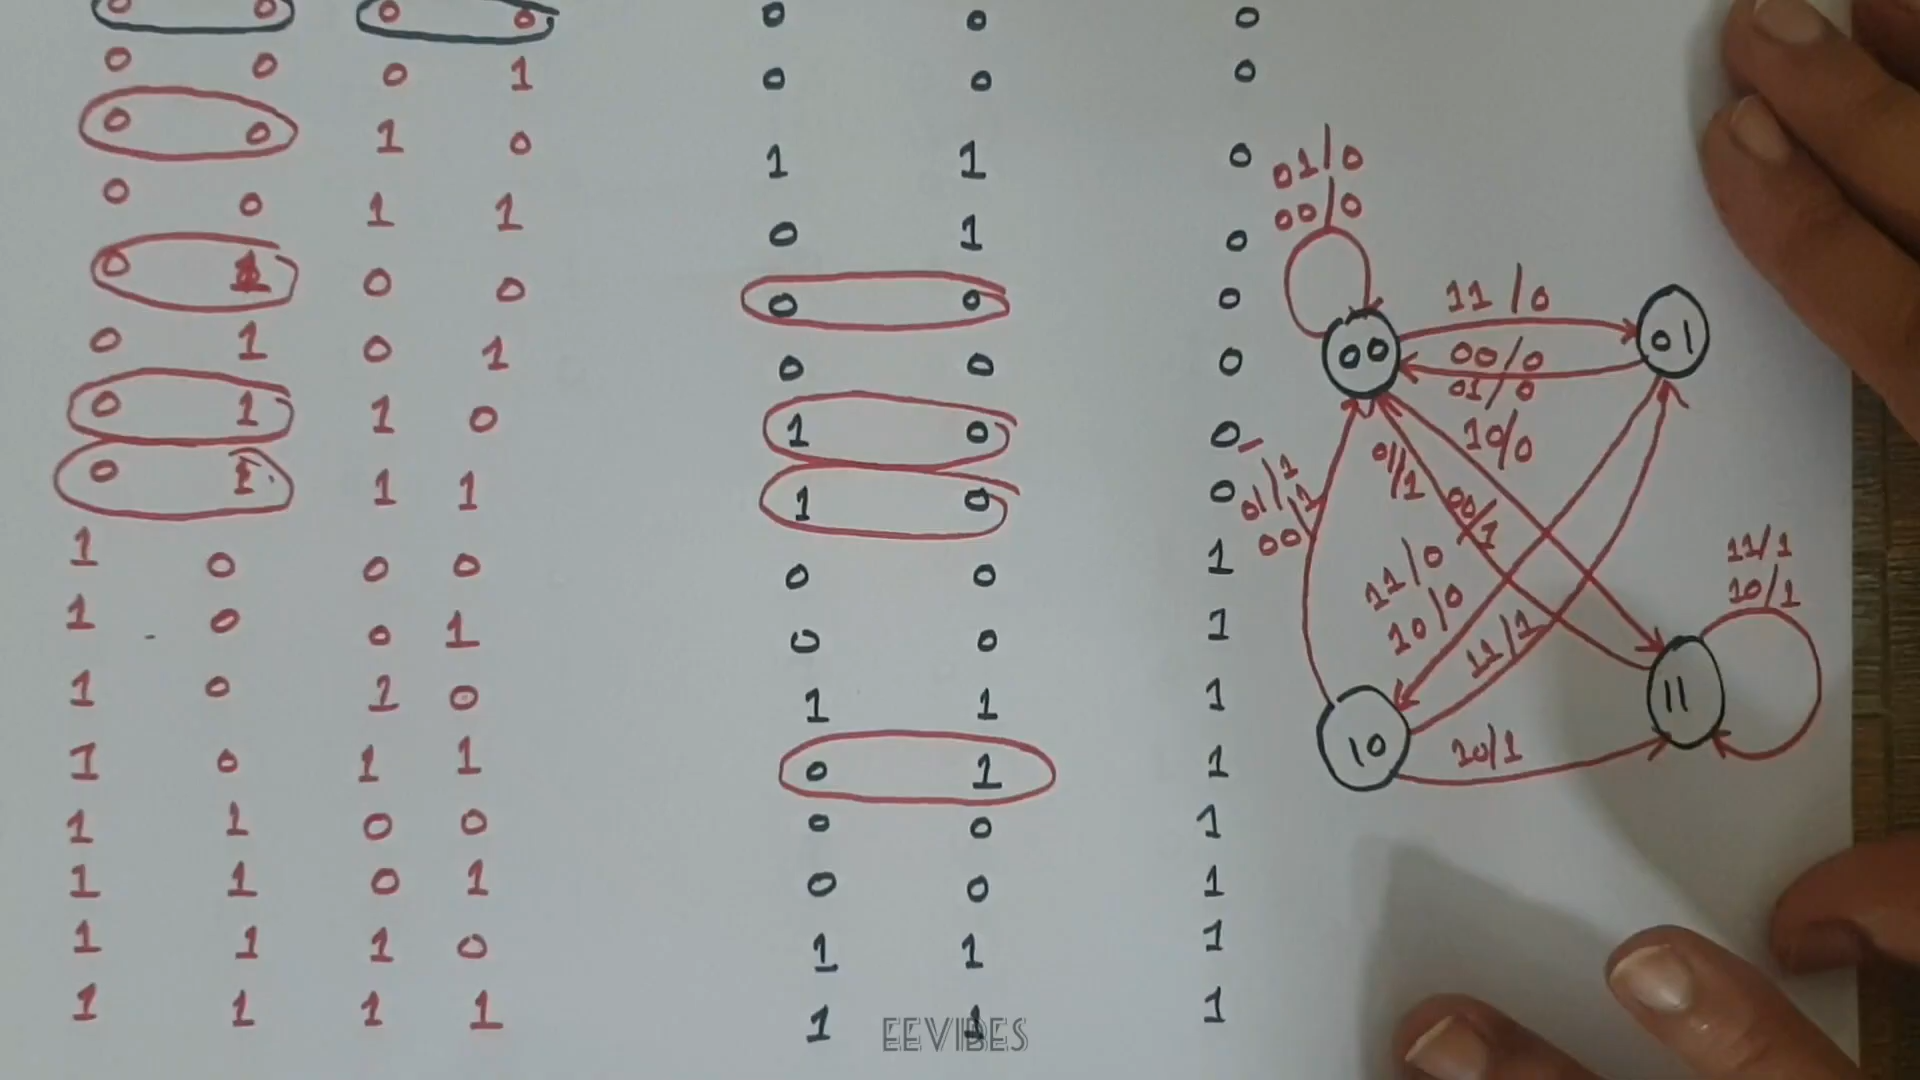 0 0 0 0 0 0 0
0 0 0 1 0 0 0
0 0 1 0 1 1 0
0 0 1 1 0 1 0
0 1 0 0 0 0 0
0 1 0 1 0 0 0
0 1 1 0 1 0 0
0 1 1 1 1 0 0
1 0 0 0 0 0 1
1 0 0 1 0 0 1
1 0 1 0 1 1 1
1 0 1 1 0 1 1
1 1 0 0 0 0 1
1 1 0 1 0 0 1
1 1 1 0 1 1 1
1 1 1 1 1 1 1
01/0
00/0
11/0
00
01
00/0
01/0
10/0
01/1
00/1
01/1
00/1
11/0
10/0
11/1
11/1
10/1
11
10
10/1
EEVIBES